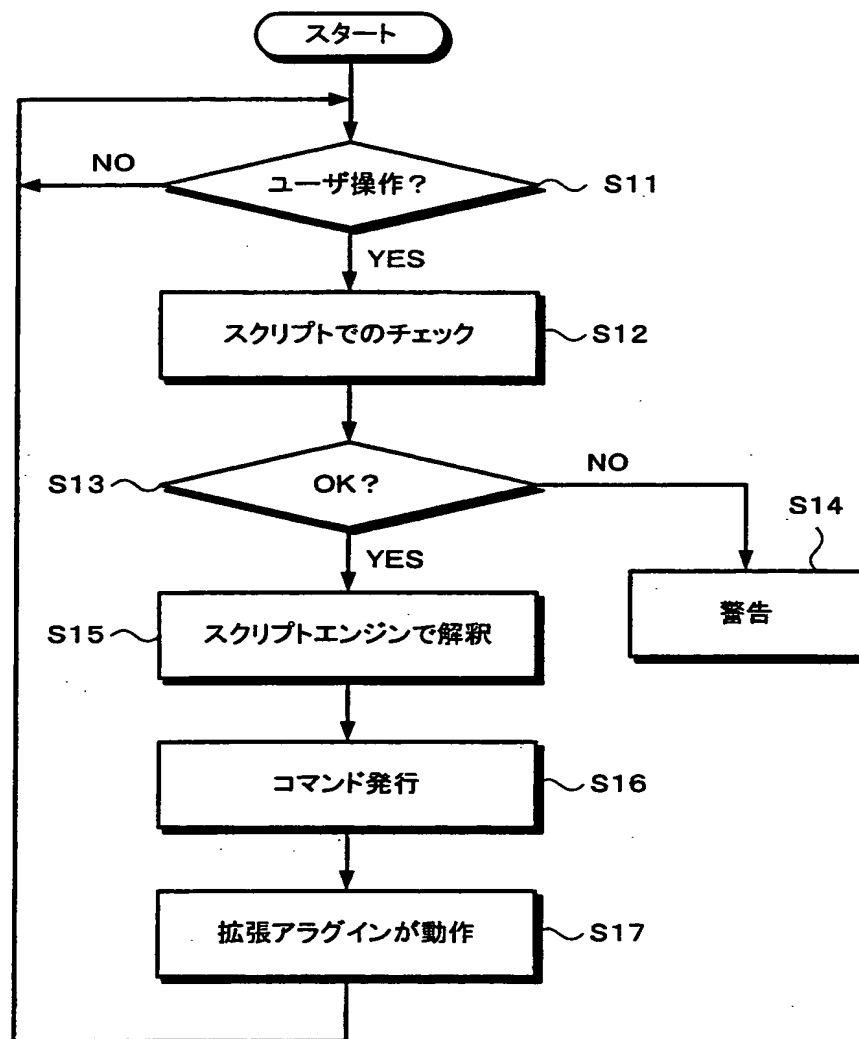 スタート
NO
ユーザ操作?
S11
YES
スクリプトでのチェック
S12
S13
OK?
NO
S14
YES
警告
S15
スクリプトエンジンで解釈
コマンド発行
S16
拡張アラグインが動作
S17